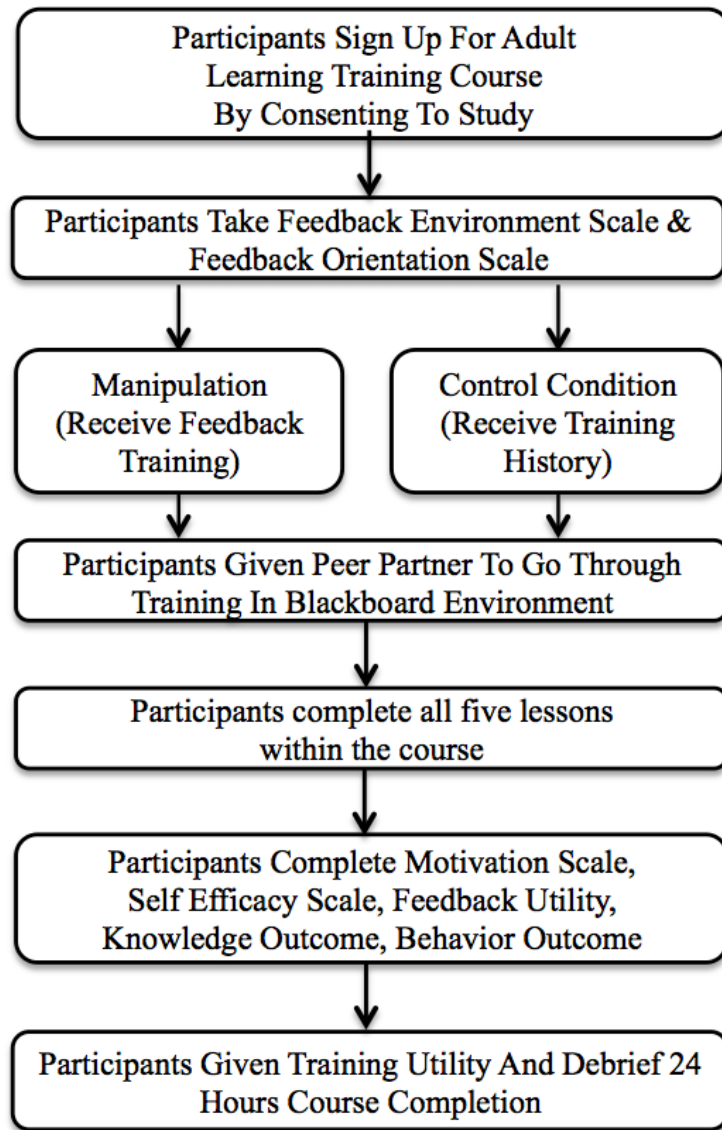 Participants Sign Up For Adult
Learning Training Course
By Consenting To Study
Participants Take Feedback Environment Scale &
Feedback Orientation Scale
Manipulation
(Receive Feedback
Training)
Control Condition
(Receive Training
History)
Participants Given Peer Partner To Go Through
Training In Blackboard Environment
Participants complete all five lessons
within the course
Participants Complete Motivation Scale,
Self Efficacy Scale, Feedback Utility,
Knowledge Outcome, Behavior Outcome
Participants Given Training Utility And Debrief 24
Hours Course Completion